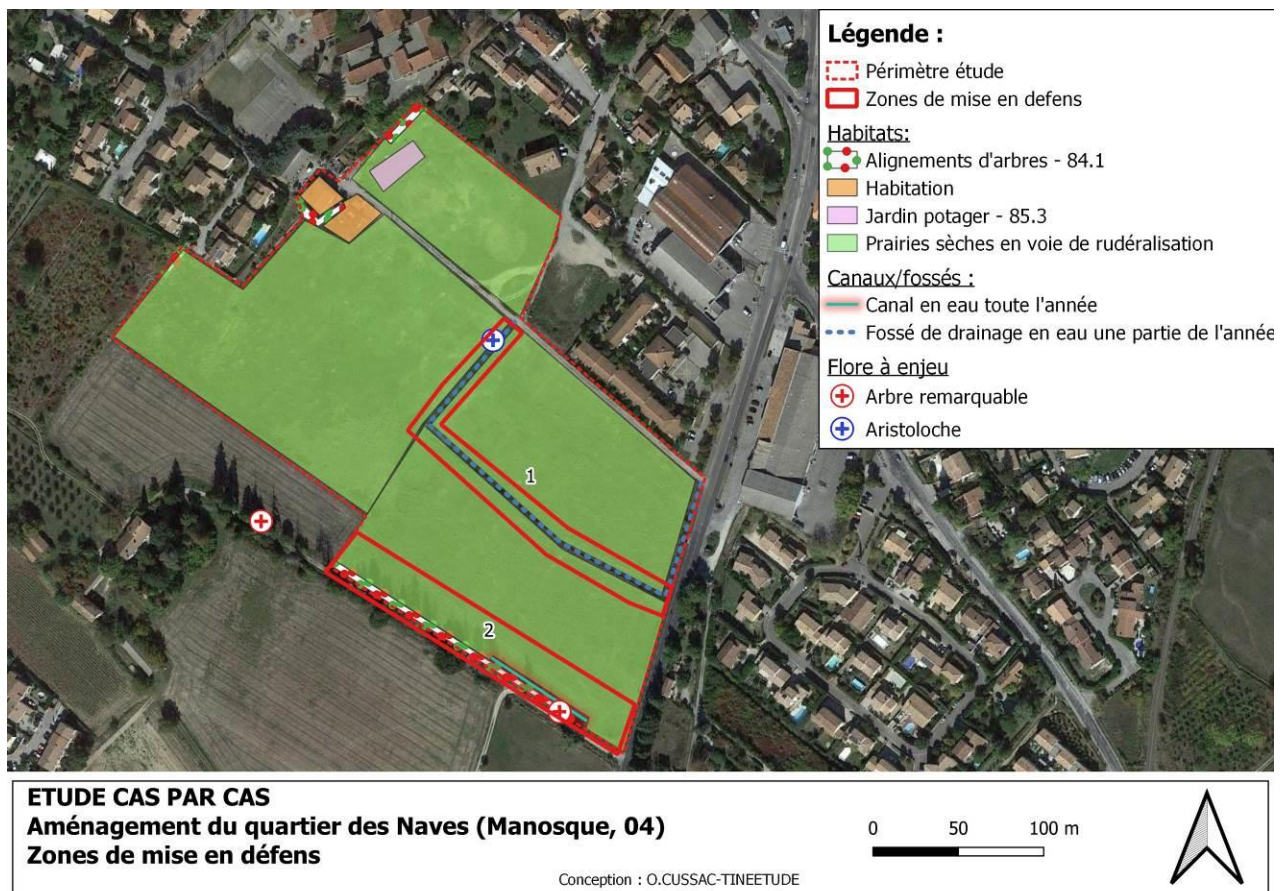 Légende :
Périmètre étude
Zones de mise en defens
Habitats:
Alignements d'arbres - 84.1
Habitation
Jardin potager - 85.3
Prairies sèches en voie de rudéralisation
Canaux/fossés :
Canal en eau toute l'année
Fossé de drainage en eau une partie de l'année
Flore à enjeu
Arbre remarquable
Aristoloche
1
2
ETUDE CAS PAR CAS
Aménagement du quartier des Naves (Manosque, 04)
Zones de mise en défens
Conception : O.CUSSAC-TINEETUDE
0 50 100 m